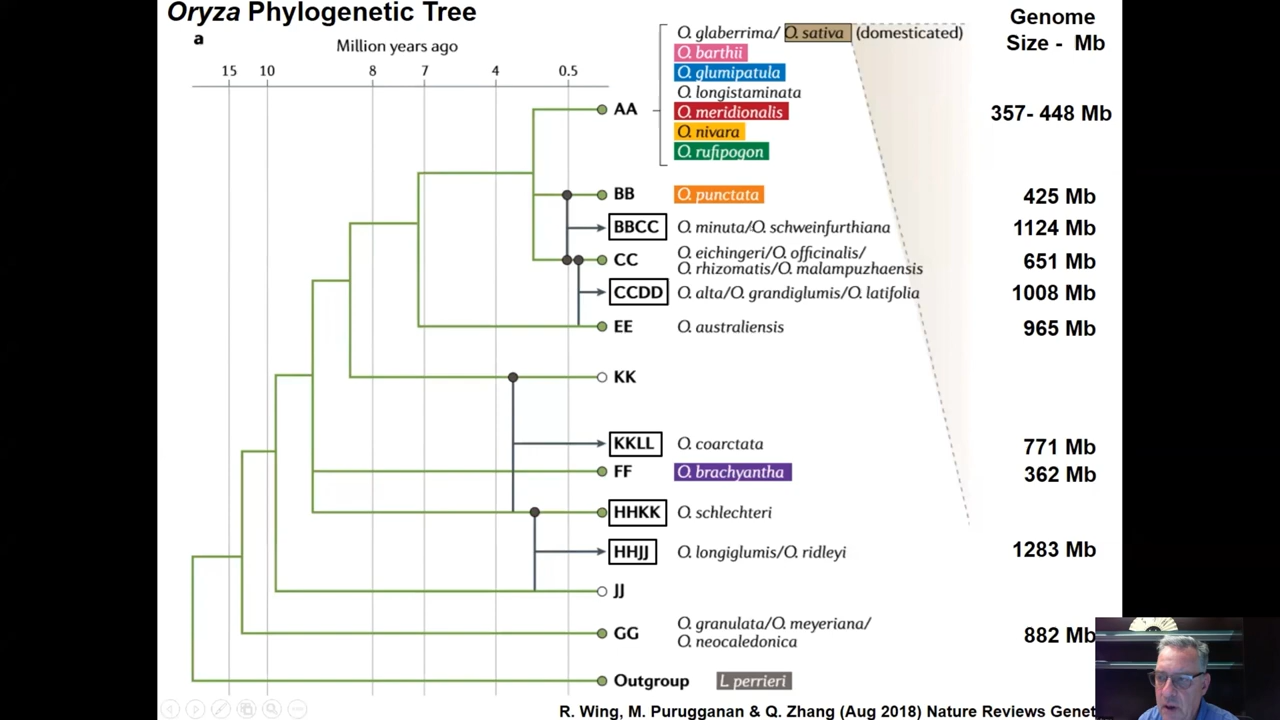 Oryza Phylogenetic Tree
Genome
Size - Mb
a
Million years ago
15 10 8 7 4 0.5
O. glaberrima/ O. sativa (domesticated)
O. barthii
O. glumipatula
O. longistaminata
AA O. meridionalis 357- 448 Mb
O. nivara
O. rufipogon
BB O. punctata 425 Mb
BBCC O. minuta/O. schweinfurthiana 1124 Mb
CC O. eichingeri/O. officinalis/ 651 Mb
O. rhizomatis/O. malampuzhaensis
CCDD O. alta/O. grandiglumis/O. latifolia 1008 Mb
EE O. australiensis 965 Mb
KK
KKLL O. coarctata 771 Mb
FF O. brachyantha 362 Mb
HHKK O. schlechteri
HHJJ O. longiglumis/O. ridleyi 1283 Mb
JJ
GG O. granulata/O. meyeriana/ 882 Mb
O. neocaledonica
Outgroup L perrieri
R. Wing, M. Purugganan & Q. Zhang (Aug 2018) Nature Reviews Genet